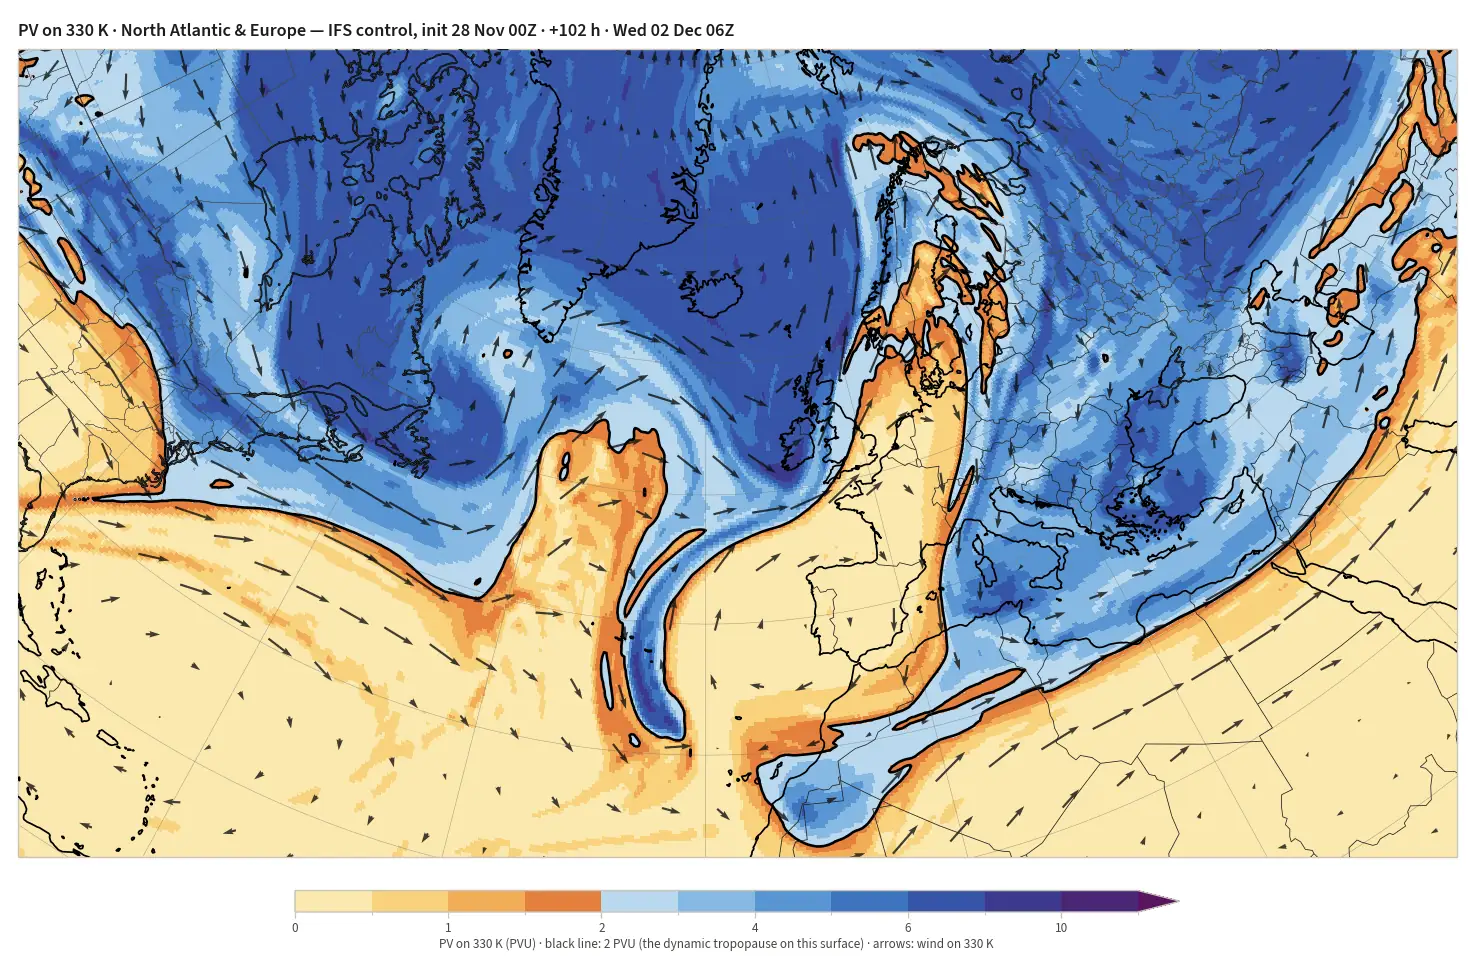 PV on 330 K · North Atlantic & Europe — IFS control, init 28 Nov 00Z · +102 h · Wed 02 Dec 06Z
0 1 2 4 6 10
PV on 330 K (PVU) · black line: 2 PVU (the dynamic tropopause on this surface) · arrows: wind on 330 K